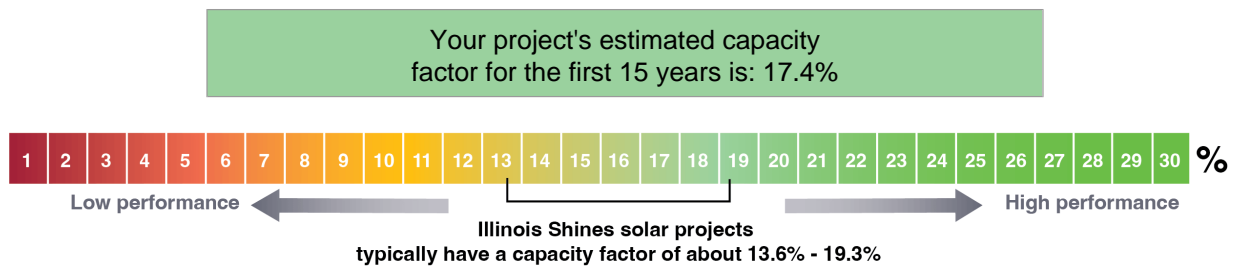 Your project's estimated capacity
factor for the first 15 years is: 17.4%
1 2 3 4 5 6 7 8 9 10 11 12 13 14 15 16 17 18 19 20 21 22 23 24 25 26 27 28 29 30 %
Low performance High performance
Illinois Shines solar projects
typically have a capacity factor of about 13.6% - 19.3%